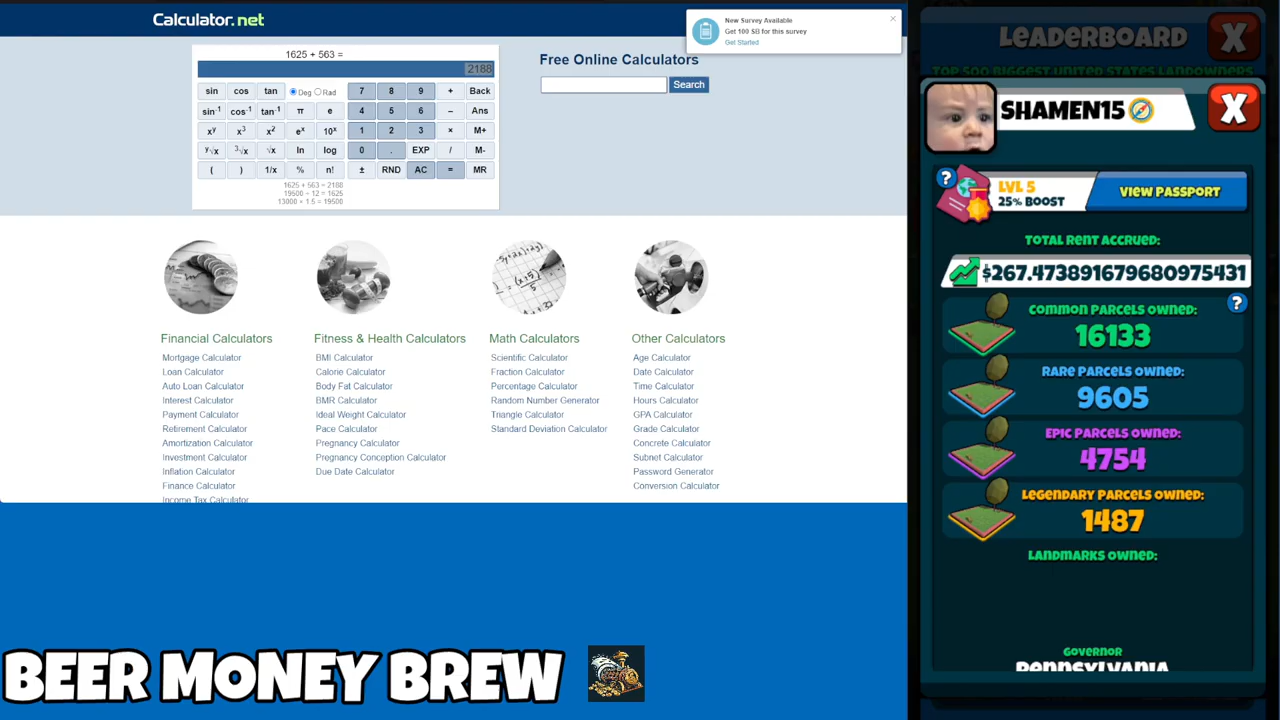 Calculator.net
New Survey Available
Get 100 SB for this survey
Get Started
1625 + 563 =
2188
sin cos tan Deg Rad 7 8 9 + Back
sin-1 cos-1 tan-1 π e 4 5 6 – Ans
xy x3 x2 ex 10x 1 2 3 × M+
y√x 3√x √x ln log 0 . EXP / M-
( ) 1/x % n! ± RND AC = MR
1625 + 563 = 2188
19500 ÷ 12 = 1625
13000 × 1.5 = 19500
Free Online Calculators
Search
Financial Calculators
Mortgage Calculator
Loan Calculator
Auto Loan Calculator
Interest Calculator
Payment Calculator
Retirement Calculator
Amortization Calculator
Investment Calculator
Inflation Calculator
Finance Calculator
Income Tax Calculator
Fitness & Health Calculators
BMI Calculator
Calorie Calculator
Body Fat Calculator
BMR Calculator
Ideal Weight Calculator
Pace Calculator
Pregnancy Calculator
Pregnancy Conception Calculator
Due Date Calculator
Math Calculators
Scientific Calculator
Fraction Calculator
Percentage Calculator
Random Number Generator
Triangle Calculator
Standard Deviation Calculator
Other Calculators
Age Calculator
Date Calculator
Time Calculator
Hours Calculator
GPA Calculator
Grade Calculator
Concrete Calculator
Subnet Calculator
Password Generator
Conversion Calculator
BEER MONEY BREW
LEADERBOARD
X
TOP 500 BIGGEST UNITED STATES LANDOWNERS
SHAMEN15
X
?
LVL 5
25% BOOST
VIEW PASSPORT
TOTAL RENT ACCRUED:
$267.473891679680975431
COMMON PARCELS OWNED:
?
16133
RARE PARCELS OWNED:
9605
EPIC PARCELS OWNED:
4754
LEGENDARY PARCELS OWNED:
1487
LANDMARKS OWNED:
GOVERNOR
PENNSYLVANIA